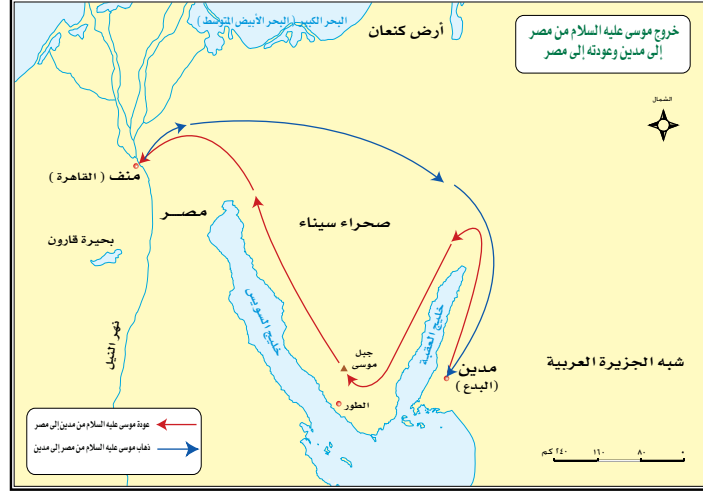 خروج موسى عليه السلام من مصر
إلى مدين وعودته إلى مصر
البحر الكبير (البحر الأبيض المتوسط)
أرض كنعان
الشمال
منف (القاهرة)
مصــر
صحراء سيناء
بحيرة قارون
خليج السويس
خليج العقبة
نهر النيل
جبل
موسى
الطور
مدين
(البدع)
شبه الجزيرة العربية
عودة موسى عليه السلام من مدين إلى مصر
ذهاب موسى عليه السلام من مصر إلى مدين
٠ ٨٠ ١٦٠ ٢٤٠ كم